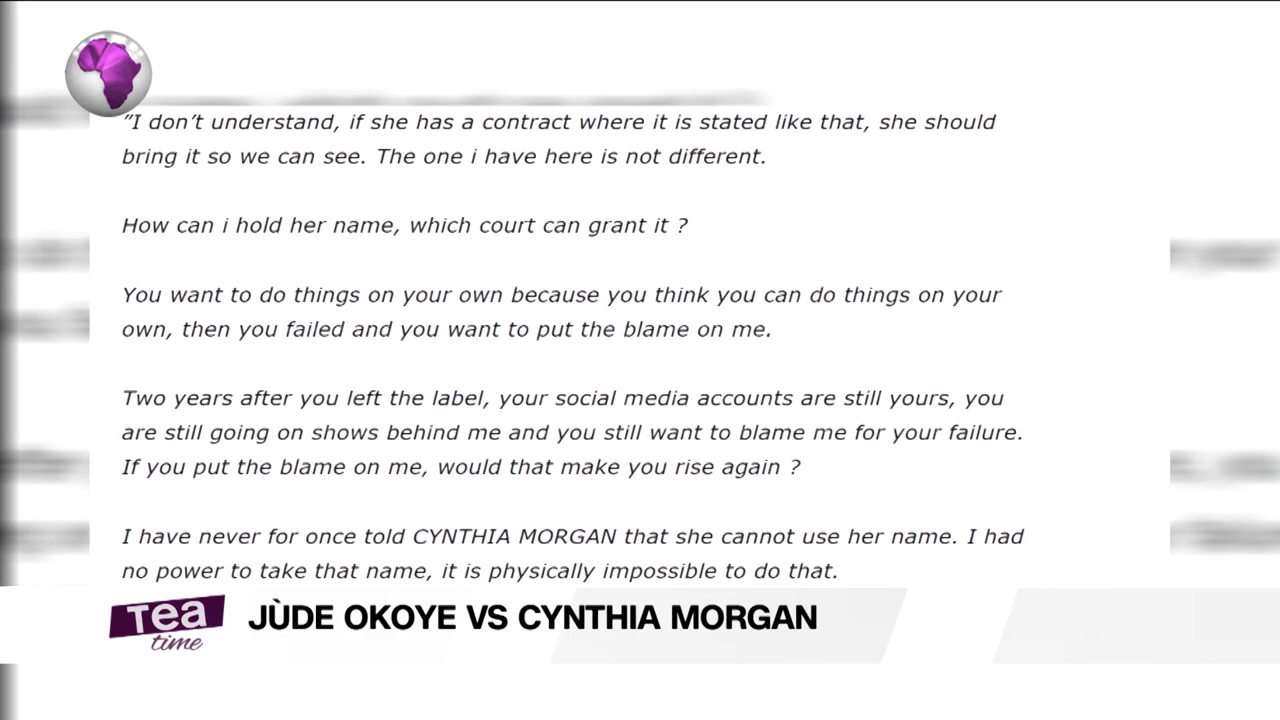 "I don't understand, if she has a contract where it is stated like that, she should
bring it so we can see. The one i have here is not different.
How can i hold her name, which court can grant it ?
You want to do things on your own because you think you can do things on your
own, then you failed and you want to put the blame on me.
Two years after you left the label, your social media accounts are still yours, you
are still going on shows behind me and you still want to blame me for your failure.
If you put the blame on me, would that make you rise again ?
I have never for once told CYNTHIA MORGAN that she cannot use her name. I had
no power to take that name, it is physically impossible to do that.
Tea
time
JÙDE OKOYE VS CYNTHIA MORGAN